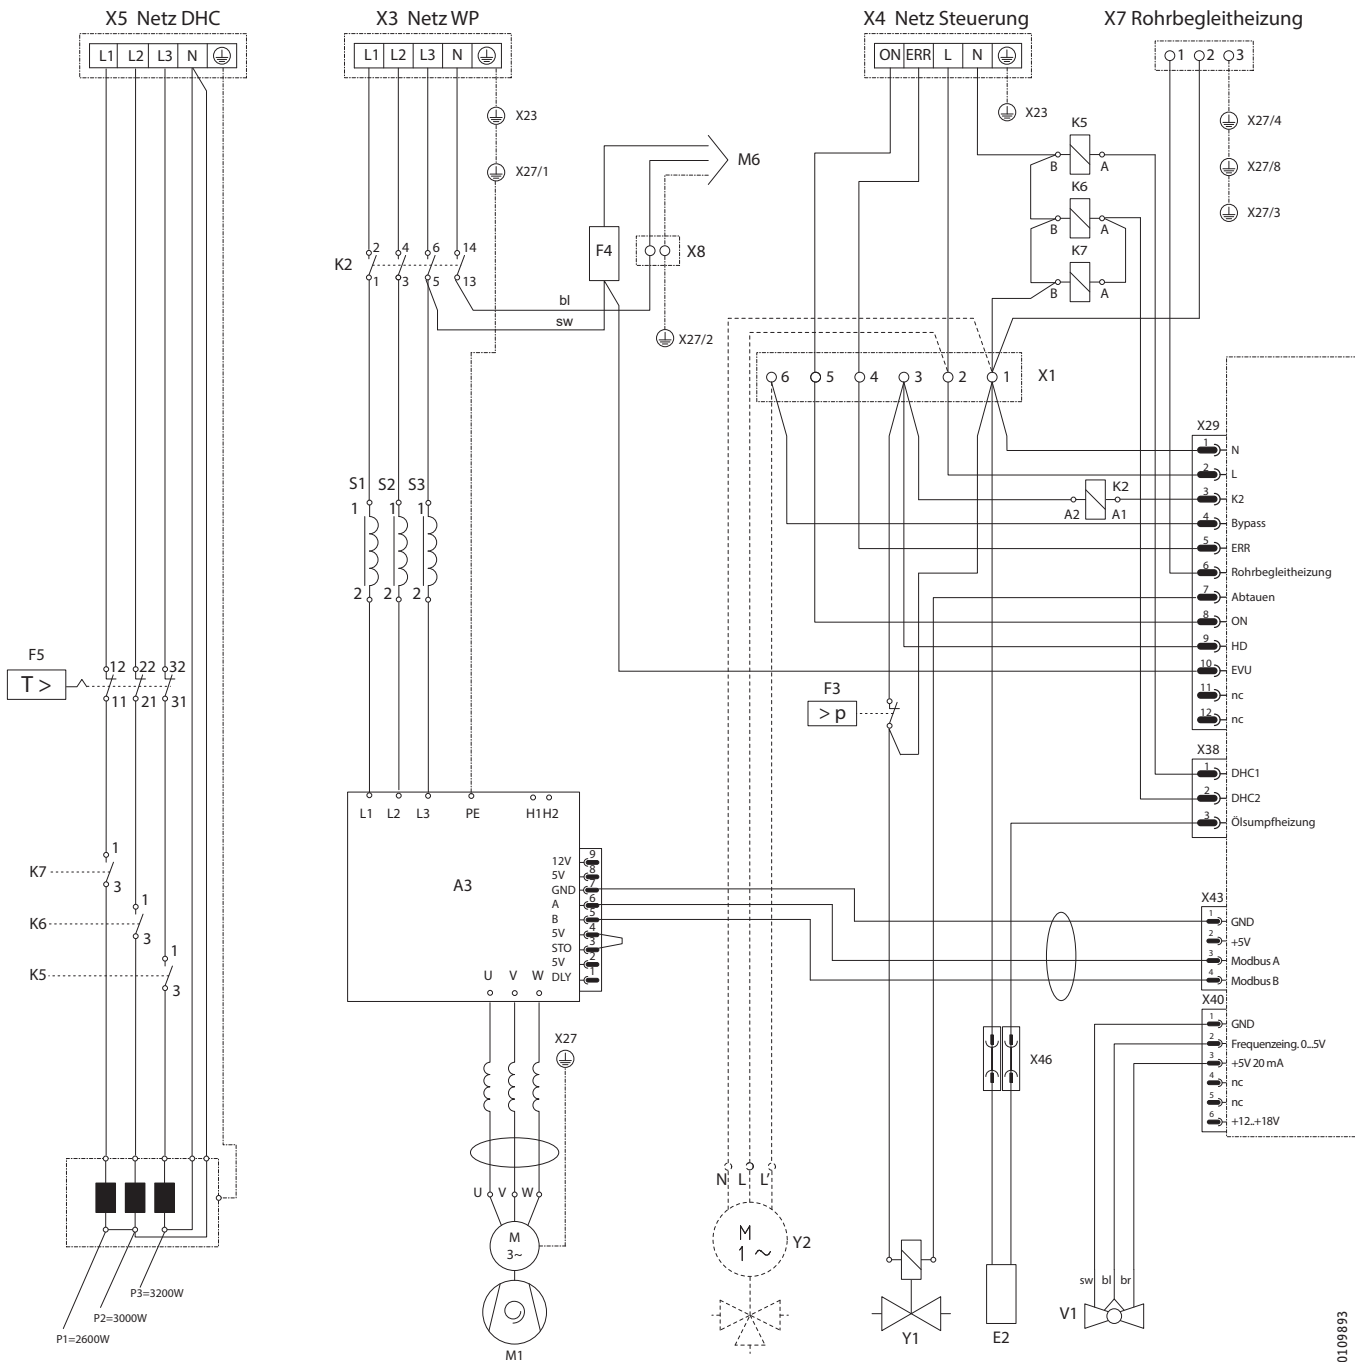 X5 Netz DHC
X3 Netz WP
X4 Netz Steuerung
X7 Rohrbegleitheizung
L1 L2 L3 N
L1 L2 L3 N
ON ERR L N
1 2 3
X23
X27/1
X23
X27/4
X27/8
X27/3
M6
K5
B A
K6
B A
K7
B A
K2
2 4 6 14
1 3 5 13
F4
X8
bl
sw
X27/2
6 5 4 3 2 1
X1
X29
1 N
2 L
3 K2
4 Bypass
5 ERR
6 Rohrbegleitheizung
7 Abtauen
8 ON
9 HD
10 EVU
11 nc
12 nc
K2
A2 A1
S1 S2 S3
1 1 1
2 2 2
F5
T >
12 22 32
11 21 31
F3
> p
X38
1 DHC1
2 DHC2
3 Ölsumpfheizung
L1 L2 L3 PE H1 H2
A3
12V 9
5V 8
GND 7
A 6
B 5
5V 4
STO 3
5V 2
DLY 1
U V W
K7
1
3
K6
1
3
K5
1
3
X43
1 GND
2 +5V
3 Modbus A
4 Modbus B
X40
1 GND
2 Frequenzeing. 0...5V
3 +5V 20 mA
4 nc
5 nc
6 +12..+18V
X27
X46
U V W
M
3~
M1
N L L'
M
1 ~
Y2
Y1
E2
sw bl br
V1
P3=3200W
P2=3000W
P1=2600W
0109893